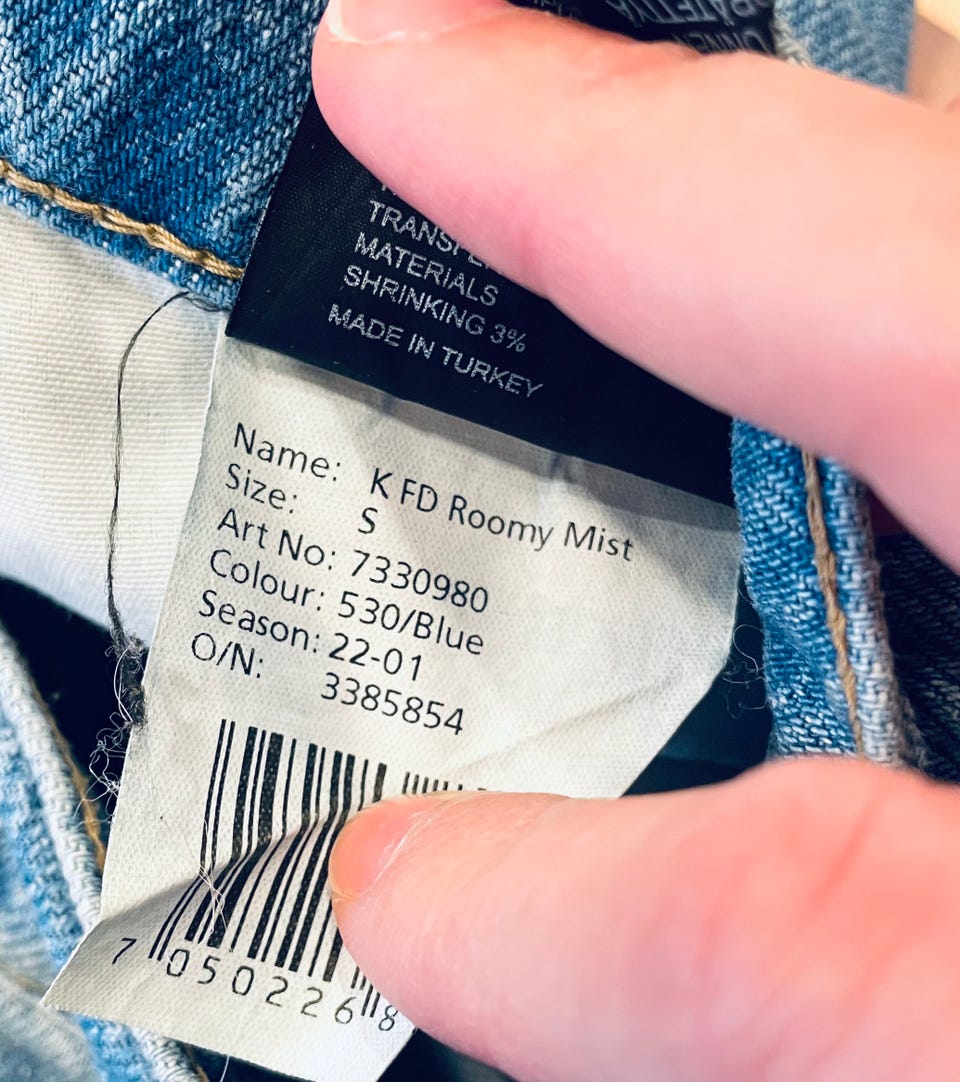 MATERIALS
SHRINKING 3%
MADE IN TURKEY
Name: K FD Roomy Mist
Size: S
Art No: 7330980
Colour: 530/Blue
Season: 22-01
O/N: 3385854
7 050226 8